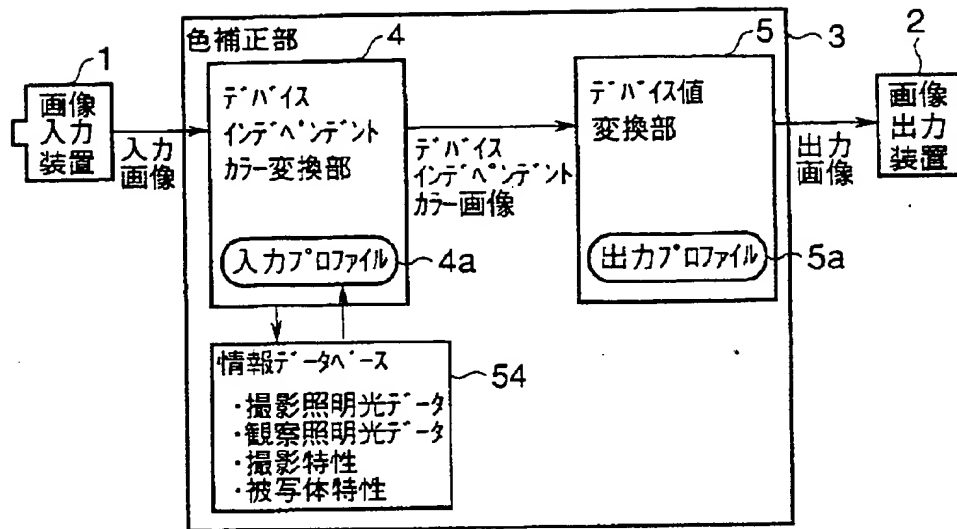 色補正部
1
4
5
3
2
画像
入力
装置
入力
画像
デバイス
インデペンデント
カラー変換部
入力プロファイル
4a
デバイス
インデペンデント
カラー画像
デバイス値
変換部
出力プロファイル
5a
出力
画像
画像
出力
装置
情報データベース
54
・撮影照明光データ
・観察照明光データ
・撮影特性
・被写体特性